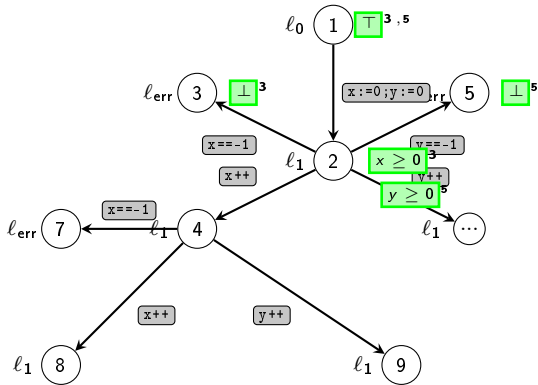 ℓ0 1 ⊤ 3 , 5
ℓerr 3 ⊥ 3 x:=0;y:=0 err 5 ⊥ 5
x==-1 y==-1
ℓ1 2 x ≥ 0 3
x++ y++
y ≥ 0 5
x==-1
ℓerr 7 ℓ1 4 ℓ1 ...
x++ y++
ℓ1 8 ℓ1 9